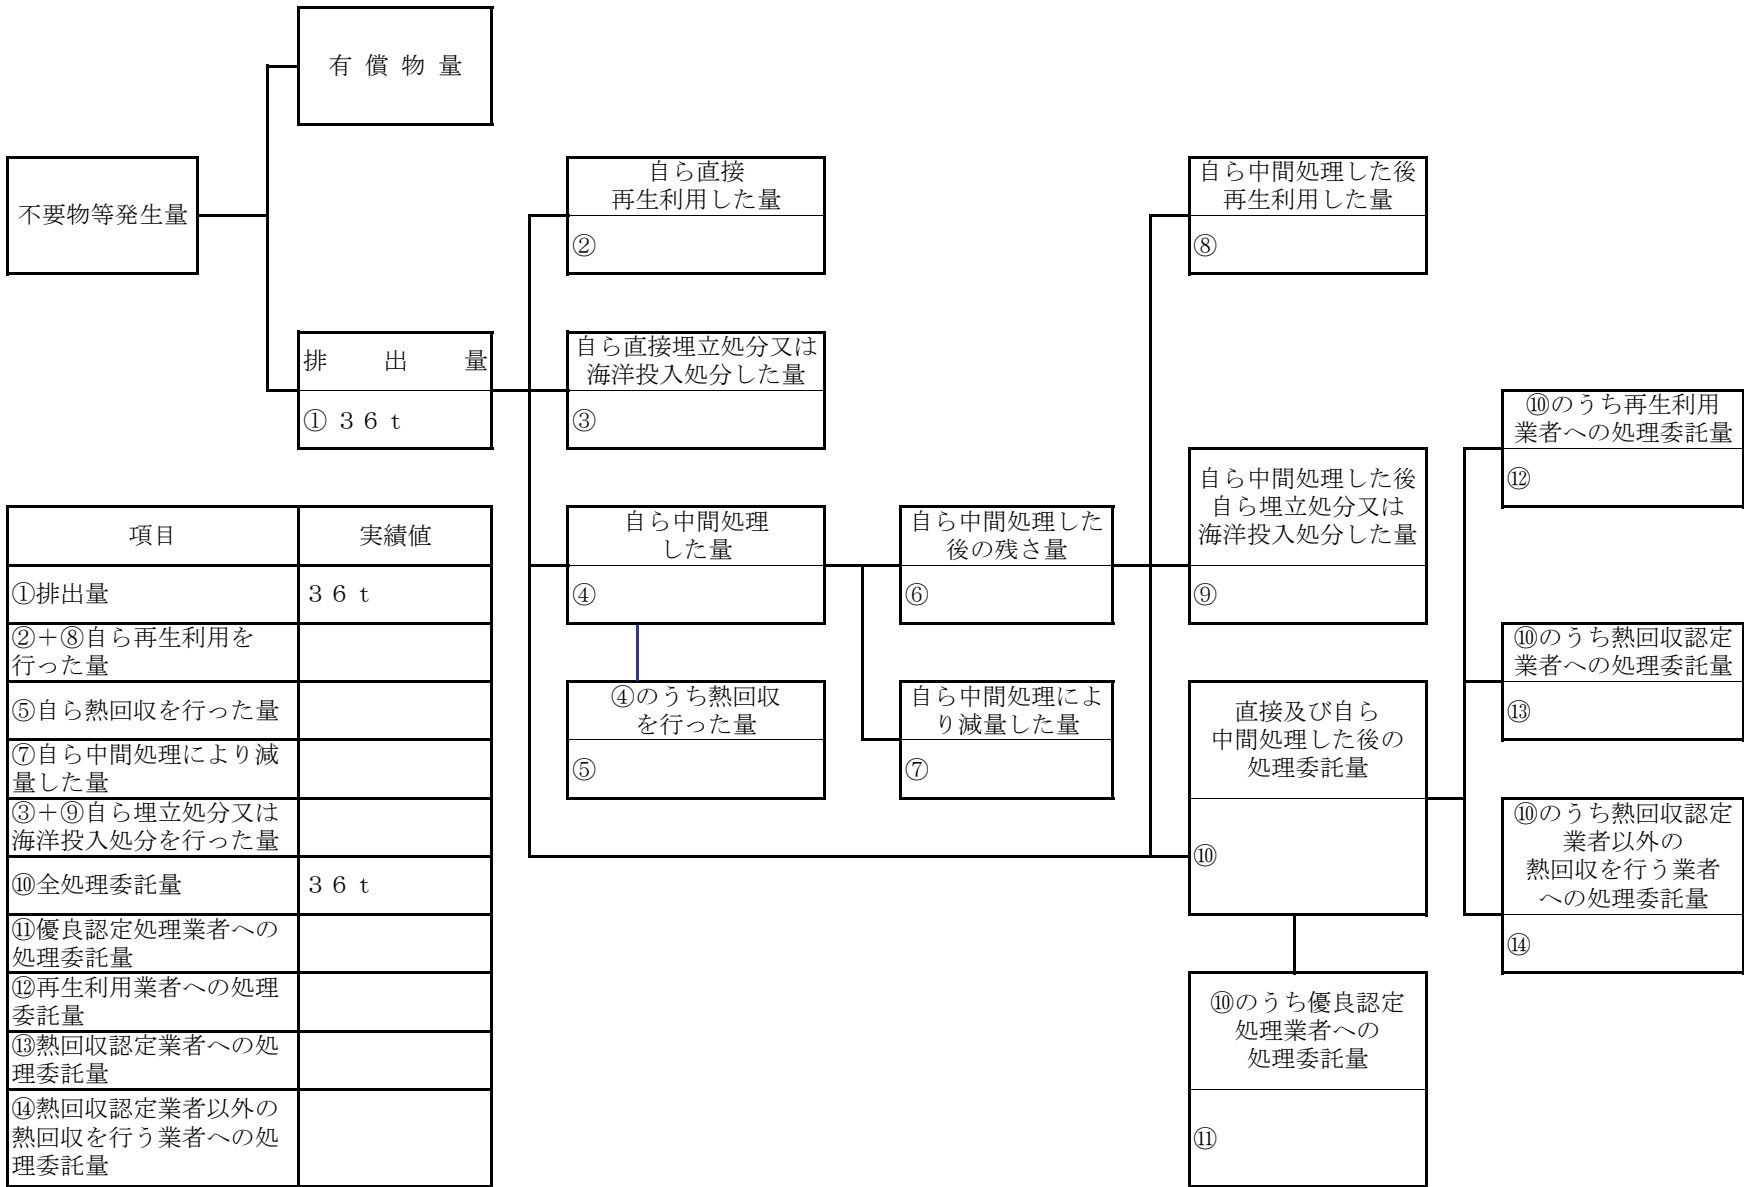 有 償 物 量
不要物等発生量
自ら直接
再生利用した量
②
自ら中間処理した後
再生利用した量
⑧
排 出 量
① ３６ｔ
自ら直接埋立処分又は
海洋投入処分した量
③
⑩のうち再生利用
業者への処理委託量
⑫
自ら中間処理
した量
④
自ら中間処理した
後の残さ量
⑥
自ら中間処理した後
自ら埋立処分又は
海洋投入処分した量
⑨
⑩のうち熱回収認定
業者への処理委託量
⑬
④のうち熱回収
を行った量
⑤
自ら中間処理によ
り減量した量
⑦
直接及び自ら
中間処理した後の
処理委託量
⑩
⑩のうち熱回収認定
業者以外の
熱回収を行う業者
への処理委託量
⑭
⑩のうち優良認定
処理業者への
処理委託量
⑪
項目 実績値
①排出量 ３６ｔ
②＋⑧自ら再生利用を
行った量
⑤自ら熱回収を行った量
⑦自ら中間処理により減
量した量
③＋⑨自ら埋立処分又は
海洋投入処分を行った量
⑩全処理委託量 ３６ｔ
⑪優良認定処理業者への
処理委託量
⑫再生利用業者への処理
委託量
⑬熱回収認定業者への処
理委託量
⑭熱回収認定業者以外の
熱回収を行う業者への処
理委託量